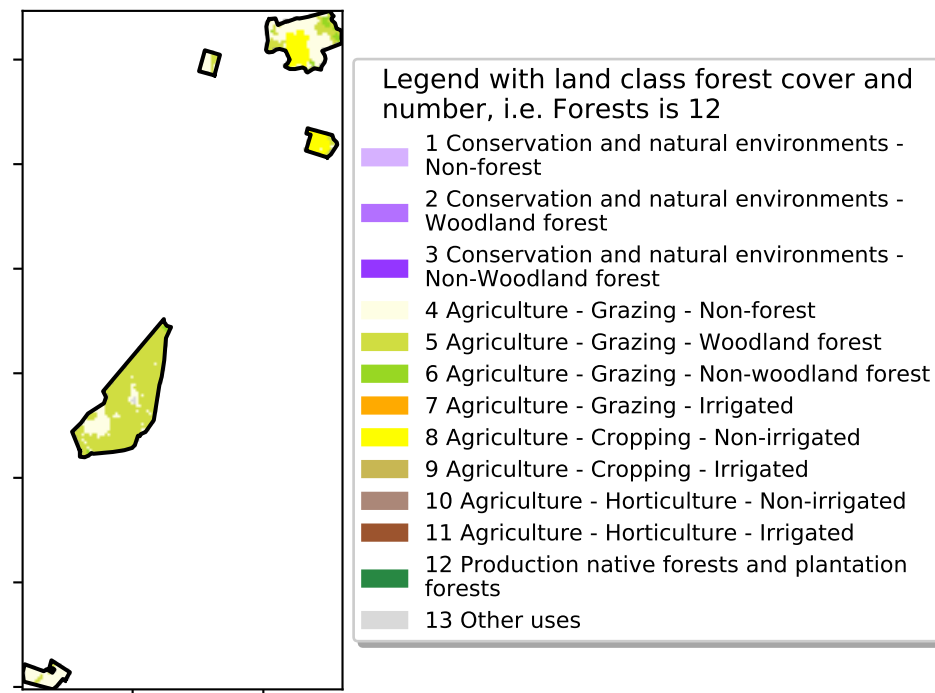 Legend with land class forest cover and
number, i.e. Forests is 12
1 Conservation and natural environments -
Non-forest
2 Conservation and natural environments -
Woodland forest
3 Conservation and natural environments -
Non-Woodland forest
4 Agriculture - Grazing - Non-forest
5 Agriculture - Grazing - Woodland forest
6 Agriculture - Grazing - Non-woodland forest
7 Agriculture - Grazing - Irrigated
8 Agriculture - Cropping - Non-irrigated
9 Agriculture - Cropping - Irrigated
10 Agriculture - Horticulture - Non-irrigated
11 Agriculture - Horticulture - Irrigated
12 Production native forests and plantation
forests
13 Other uses